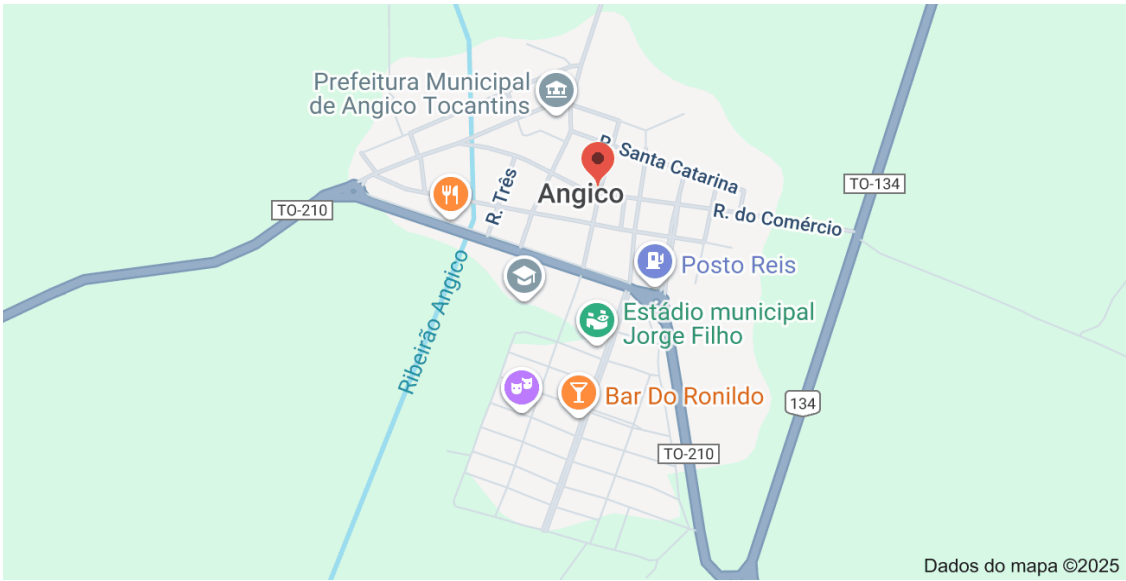 Prefeitura Municipal
de Angico Tocantins
R. Santa Catarina
TO-134
Angico
R. Três
TO-210
R. do Comércio
Posto Reis
Ribeirão Angico
Estádio municipal
Jorge Filho
Bar Do Ronildo
134
TO-210
Dados do mapa ©2025